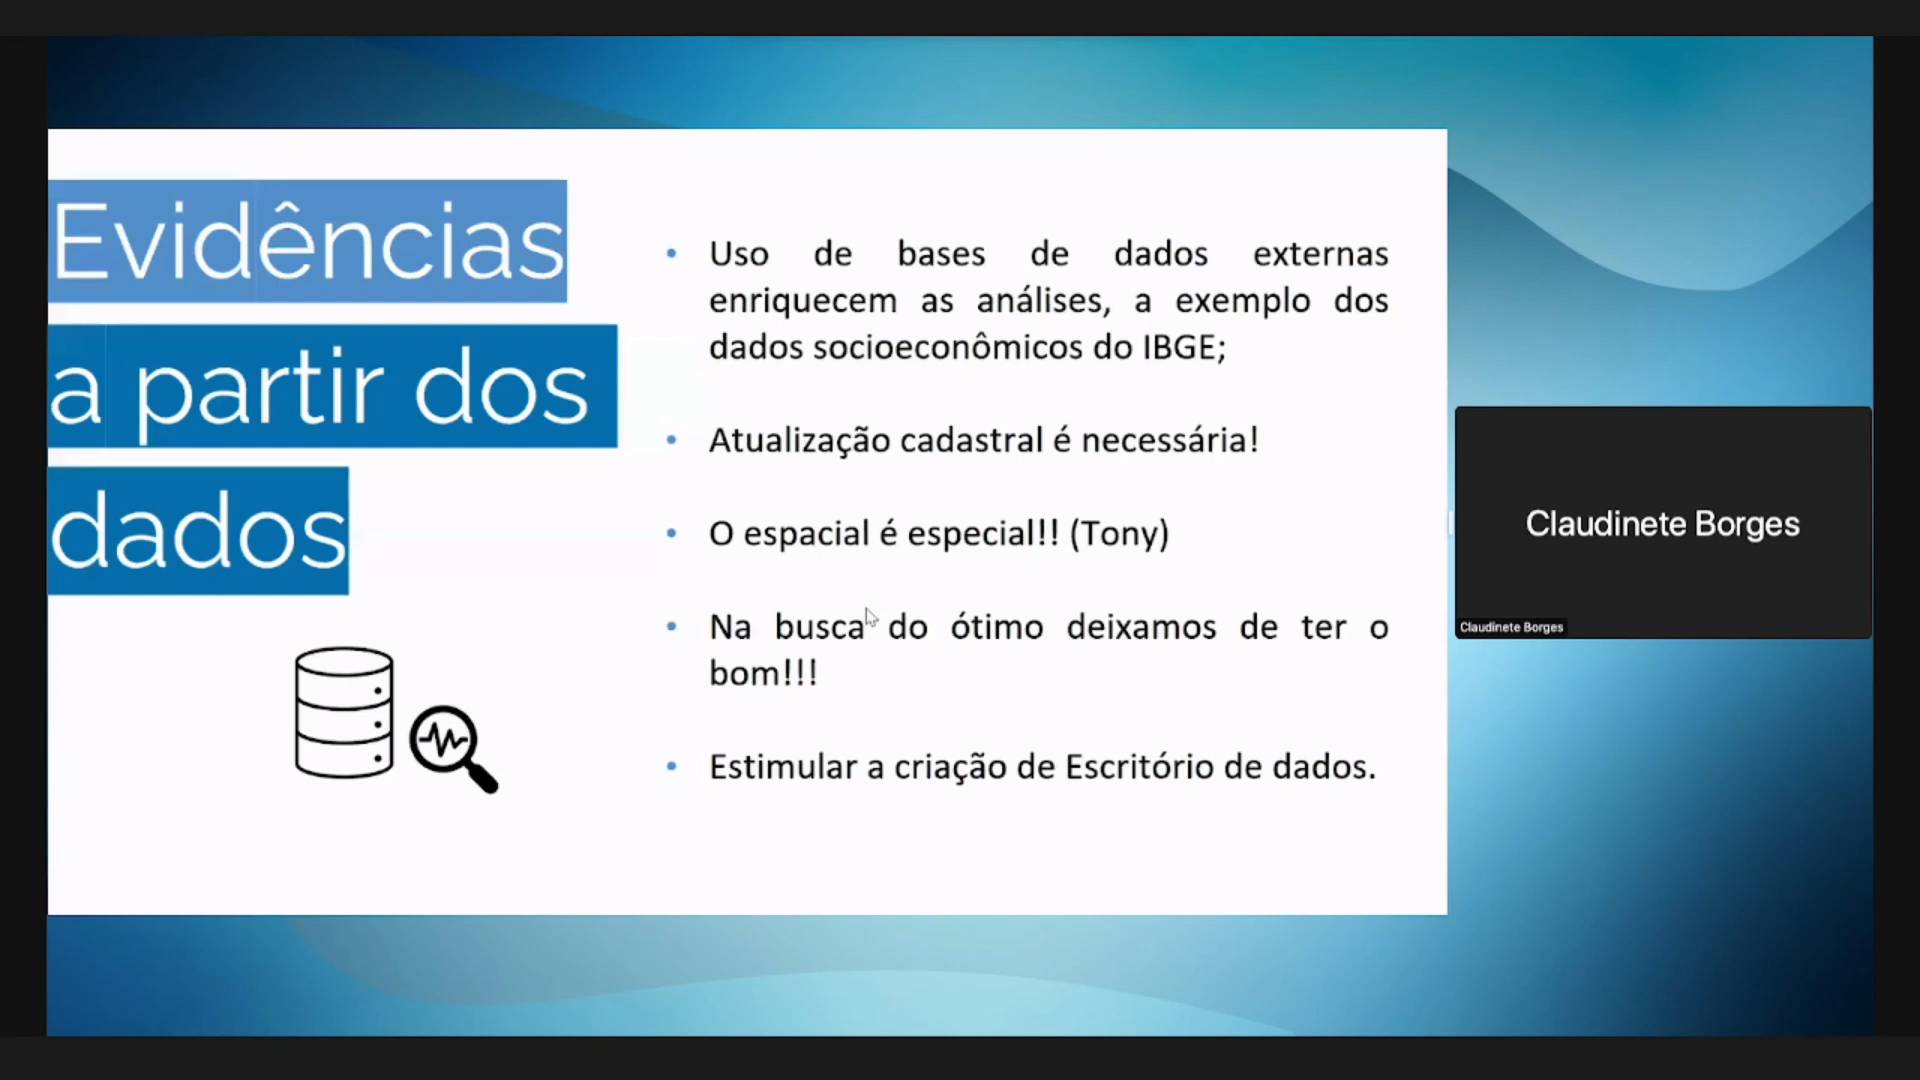 Evidências
a partir dos
dados
• Uso de bases de dados externas
enriquecem as análises, a exemplo dos
dados socioeconômicos do IBGE;
• Atualização cadastral é necessária!
• O espacial é especial!! (Tony)
• Na busca do ótimo deixamos de ter o
bom!!!
• Estimular a criação de Escritório de dados.
Claudinete Borges
Claudinete Borges